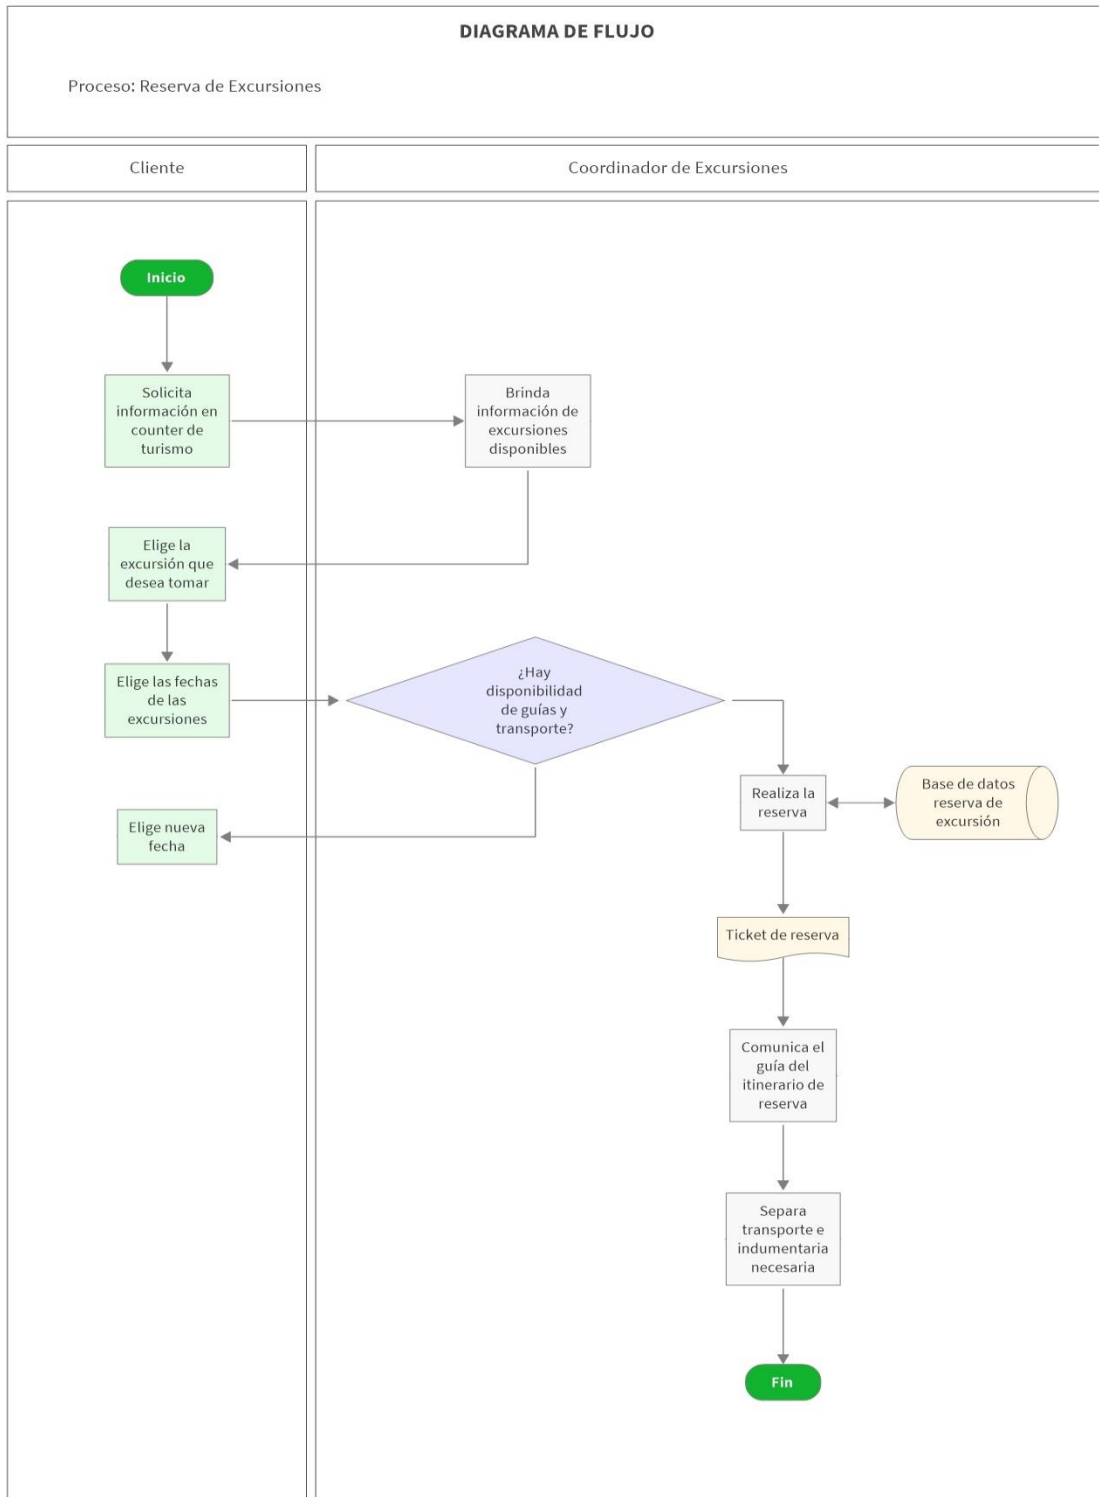 DIAGRAMA DE FLUJO
Proceso: Reserva de Excursiones
Cliente
Coordinador de Excursiones
Inicio
Solicita
información en
counter de
turismo
Brinda
información de
excursiones
disponibles
Elige la
excursión que
desea tomar
Elige las fechas
de las
excursiones
¿Hay
disponibilidad
de guías y
transporte?
Elige nueva
fecha
Realiza la
reserva
Base de datos
reserva de
excursión
Ticket de reserva
Comunica el
guía del
itinerario de
reserva
Separa
transporte e
indumentaria
necesaria
Fin